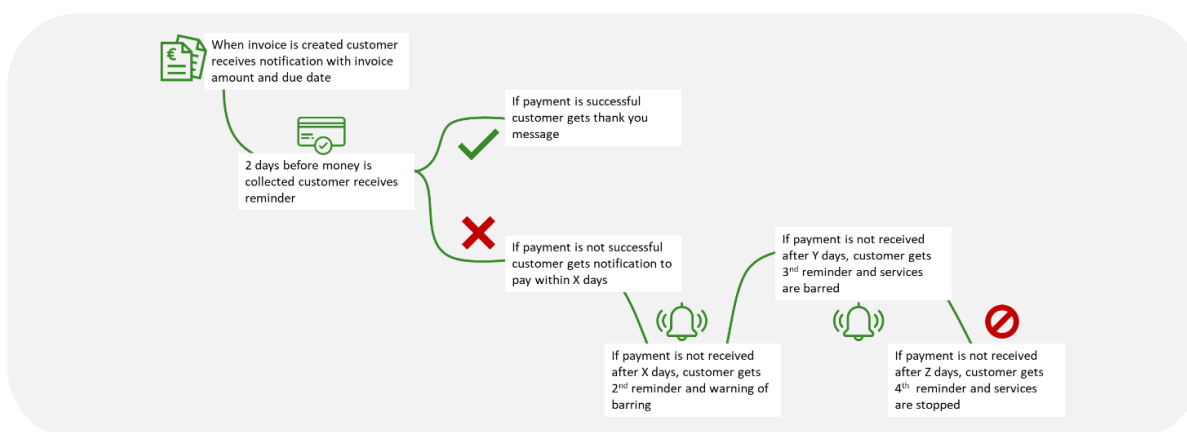 When invoice is created customer
receives notification with invoice
amount and due date
€
2 days before money is
collected customer receives
reminder
If payment is successful
customer gets thank you
message
If payment is not successful
customer gets notification to
pay within X days
If payment is not received
after X days, customer gets
2nd reminder and warning of
barring
If payment is not received
after Y days, customer gets
3nd reminder and services
are barred
If payment is not received
after Z days, customer gets
4th reminder and services
are stopped